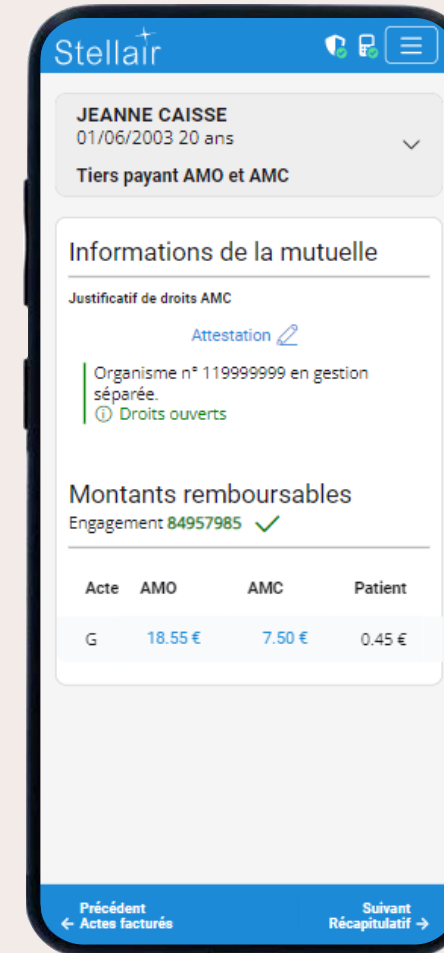 Stellair
JEANNE CAISSE
01/06/2003 20 ans
Tiers payant AMO et AMC
Informations de la mutuelle
Justificatif de droits AMC
Attestation
Organisme n° 119999999 en gestion
séparée.
Droits ouverts
Montants remboursables
Engagement 84957985
Acte AMO AMC Patient
G 18.55 € 7.50 € 0.45 €
Précédent
← Actes facturés
Suivant
Récapitulatif →